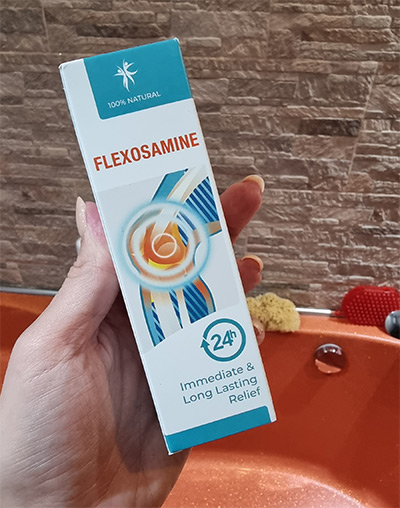 100% NATURAL
FLEXOSAMINE
24h
Immediate &
Long Lasting
Relief